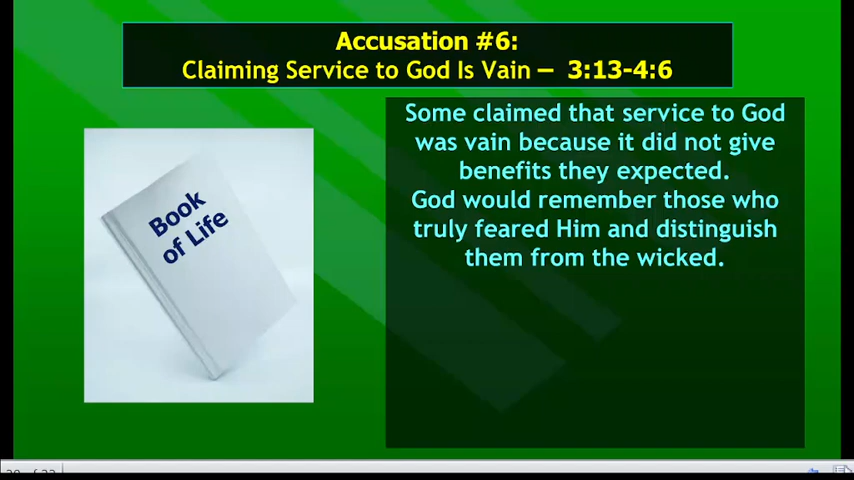 Accusation #6:
Claiming Service to God Is Vain – 3:13-4:6
Some claimed that service to God
was vain because it did not give
benefits they expected.
God would remember those who
truly feared Him and distinguish
them from the wicked.
Book
of Life